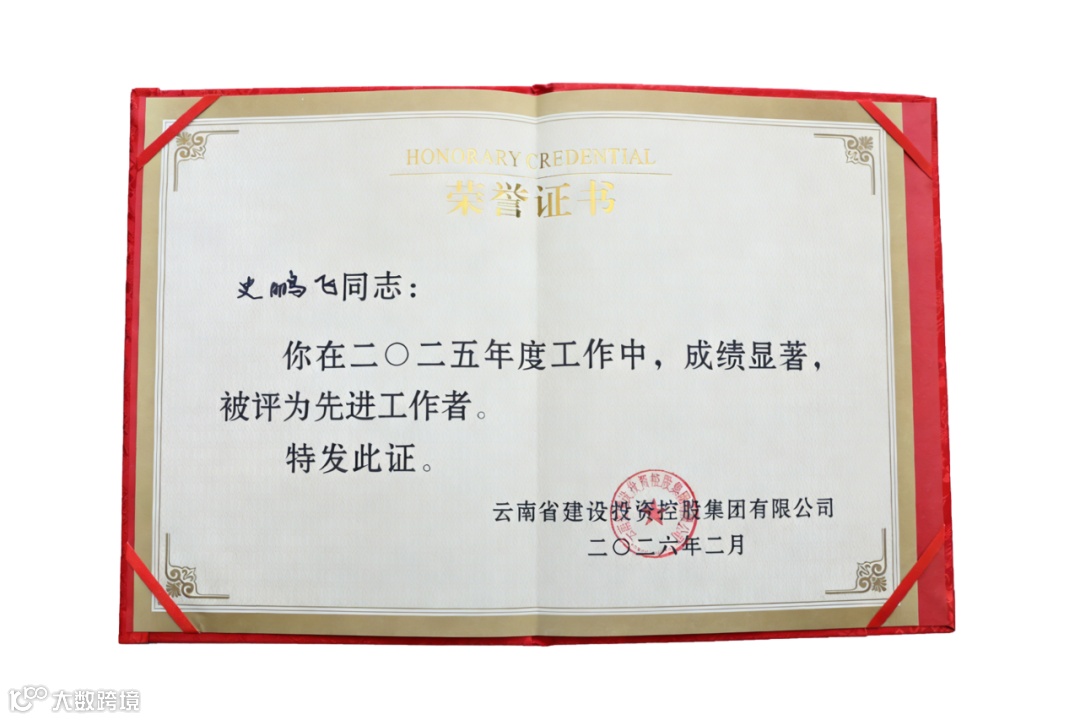 HONORARY CREDENTIAL
荣誉证书
史鹏飞同志：
你在二〇二五年度工作中，成绩显著，
被评为先进工作者。
特发此证。
云南省建设投资控股集团有限公司
二〇二六年二月
大数跨境